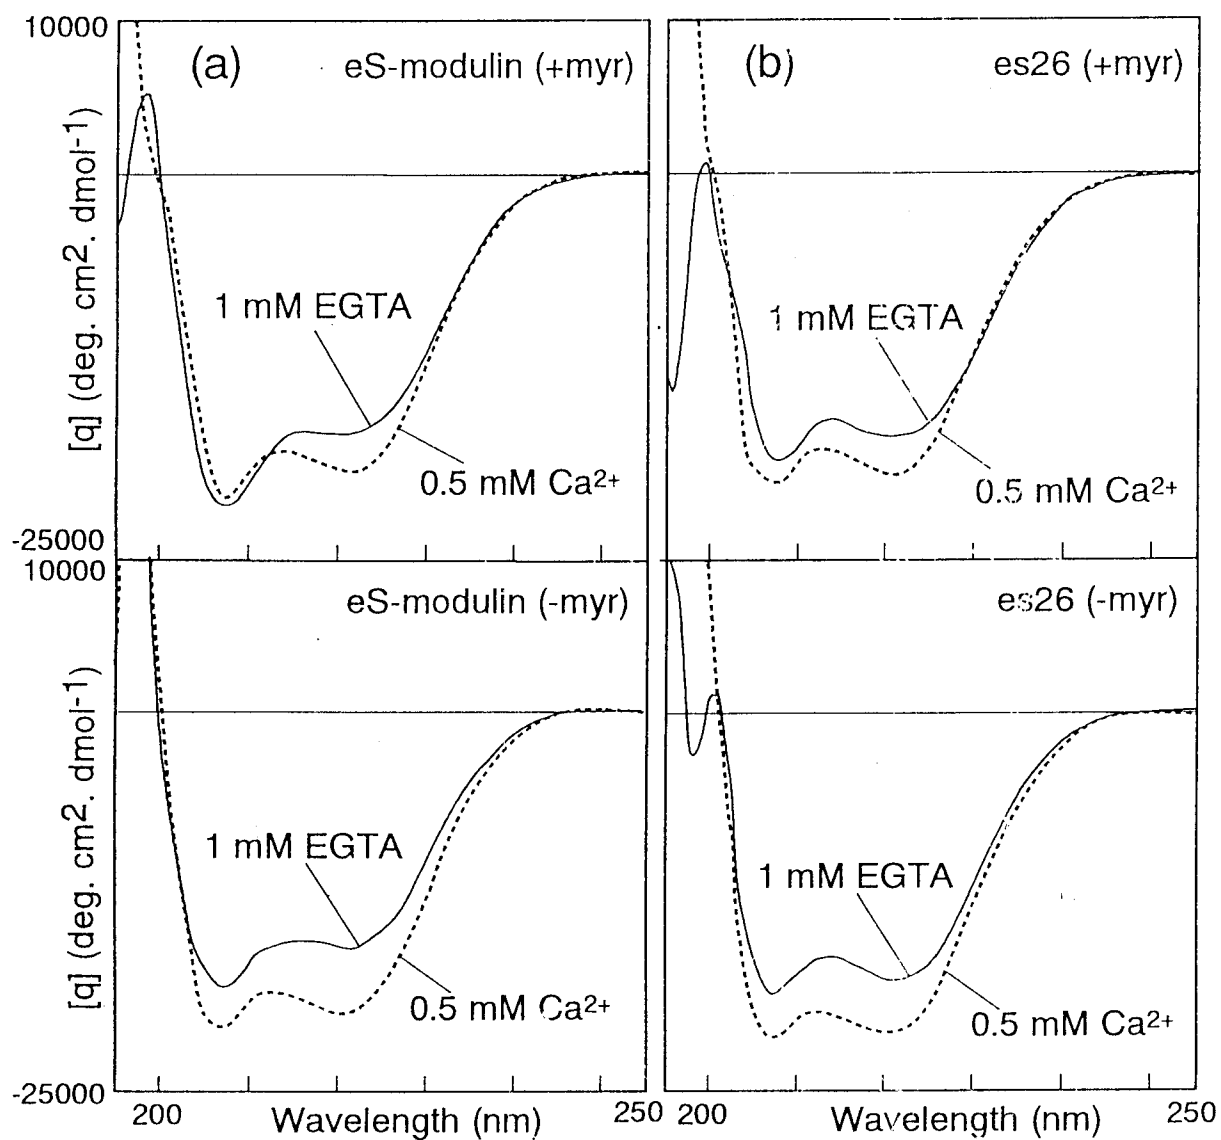 10000
(a)
eS-modulin (+myr)
(b)
es26 (+myr)
[q] (deg. cm2. dmol-1)
1 mM EGTA
1 mM EGTA
0.5 mM Ca2+
0.5 mM Ca2+
-25000
10000
eS-modulin (-myr)
es26 (-myr)
[q] (deg. cm2. dmol-1)
1 mM EGTA
1 mM EGTA
0.5 mM Ca2+
0.5 mM Ca2+
-25000
200
Wavelength (nm)
250
200
Wavelength (nm)
250